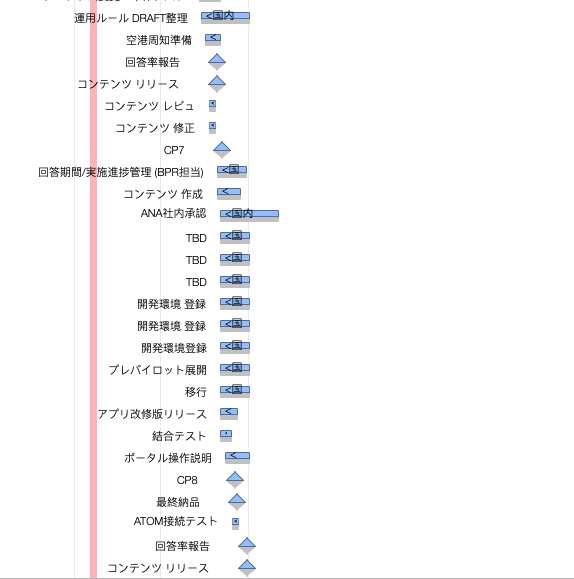 運用ルール DRAFT整理 <国内
空港周知準備 <
回答率報告
コンテンツ リリース
コンテンツ レビュ <
コンテンツ 修正 <
CP7
回答期間/実施進捗管理 (BPR担当) <国
コンテンツ 作成 <
ANA社内承認 <国内
TBD <国
TBD <国
TBD <国
開発環境 登録 <国
開発環境 登録 <国
開発環境登録 <国
プレパイロット展開 <国
移行 <国
アプリ改修版リリース <
結合テスト
ポータル操作説明 <
CP8
最終納品
ATOM接続テスト <
回答率報告
コンテンツ リリース